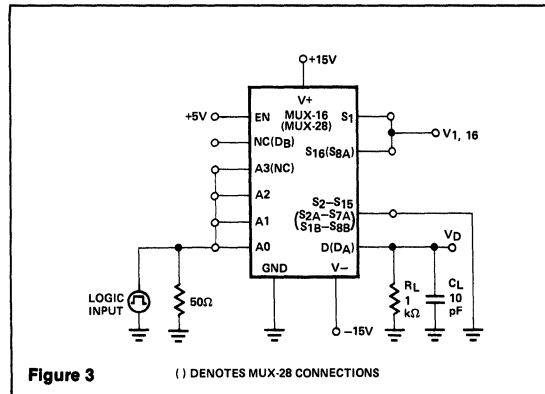 +15V
V+
+5V
EN
MUX-16
(MUX-28)
S1
NC(DB)
V1, 16
S16(S8A)
A3(NC)
A2
S2–S15
(S2A–S7A)
(S1B–S8B)
A1
A0
D(DA)
VD
GND
V–
LOGIC
INPUT
50Ω
RL
1
kΩ
CL
10
pF
–15V
Figure 3
( ) DENOTES MUX-28 CONNECTIONS